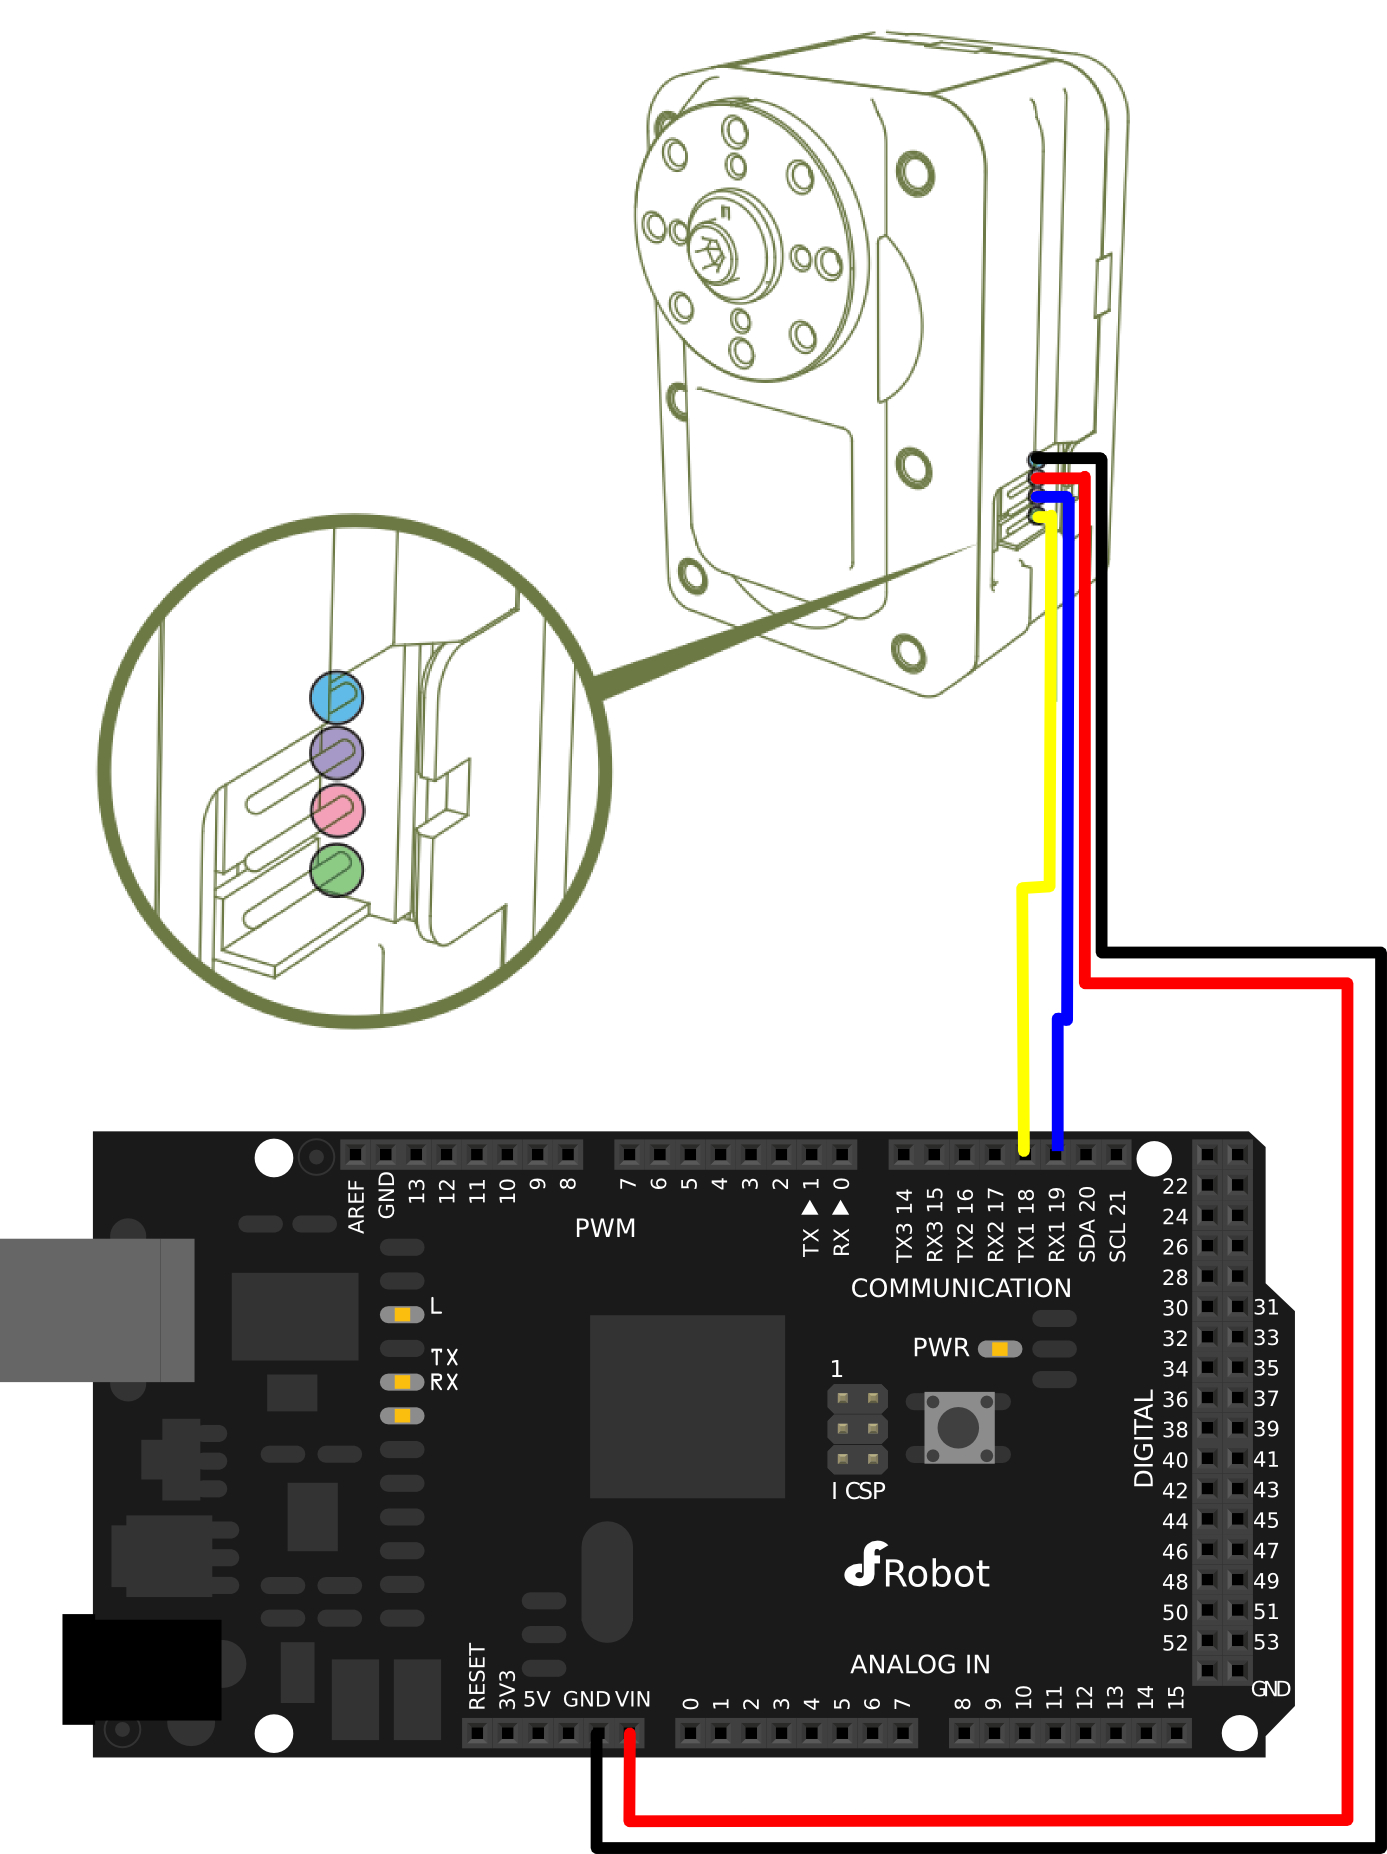 AREF
GND
13
12
11
10
9
8
7
6
5
4
3
2
TX ▶ 1
RX ▶ 0
TX3 14
RX3 15
TX2 16
RX2 17
TX1 18
RX1 19
SDA 20
SCL 21
PWM
COMMUNICATION
L
TX
RX
PWR
1
ICSP
22
24
26
28
30 31
32 33
34 35
36 37
38 39
40 41
42 43
44 45
46 47
48 49
50 51
52 53
GND
DIGITAL
dfRobot
ANALOG IN
RESET
3V3
5V
GND
VIN
0
1
2
3
4
5
6
7
8
9
10
11
12
13
14
15